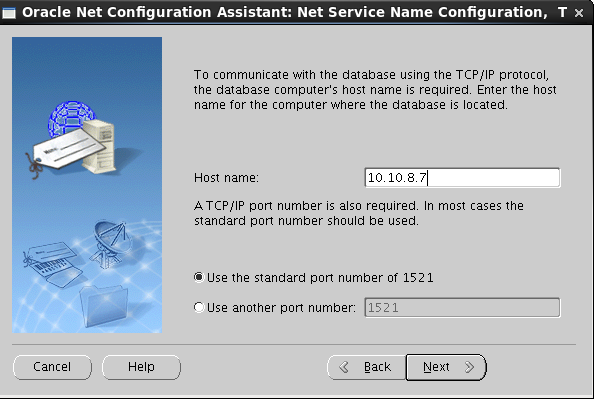 Oracle Net Configuration Assistant: Net Service Name Configuration, T
To communicate with the database using the TCP/IP protocol,
the database computer's host name is required. Enter the host
name for the computer where the database is located.
Host name: 10.10.8.7
A TCP/IP port number is also required. In most cases the
standard port number should be used.
Use the standard port number of 1521
Use another port number: 1521
Cancel Help Back Next